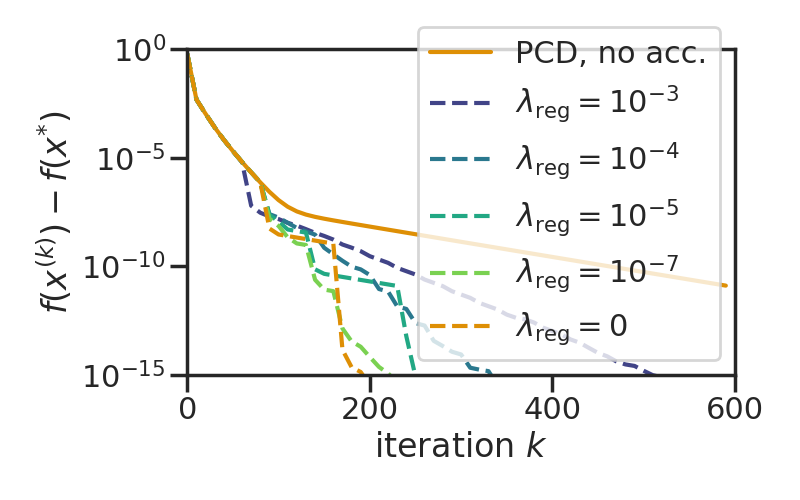 f(x^(k)) − f(x^*)
10^0
10^−5
10^−10
10^−15
0 200 400 600
iteration k
PCD, no acc.
λ_reg = 10^−3
λ_reg = 10^−4
λ_reg = 10^−5
λ_reg = 10^−7
λ_reg = 0